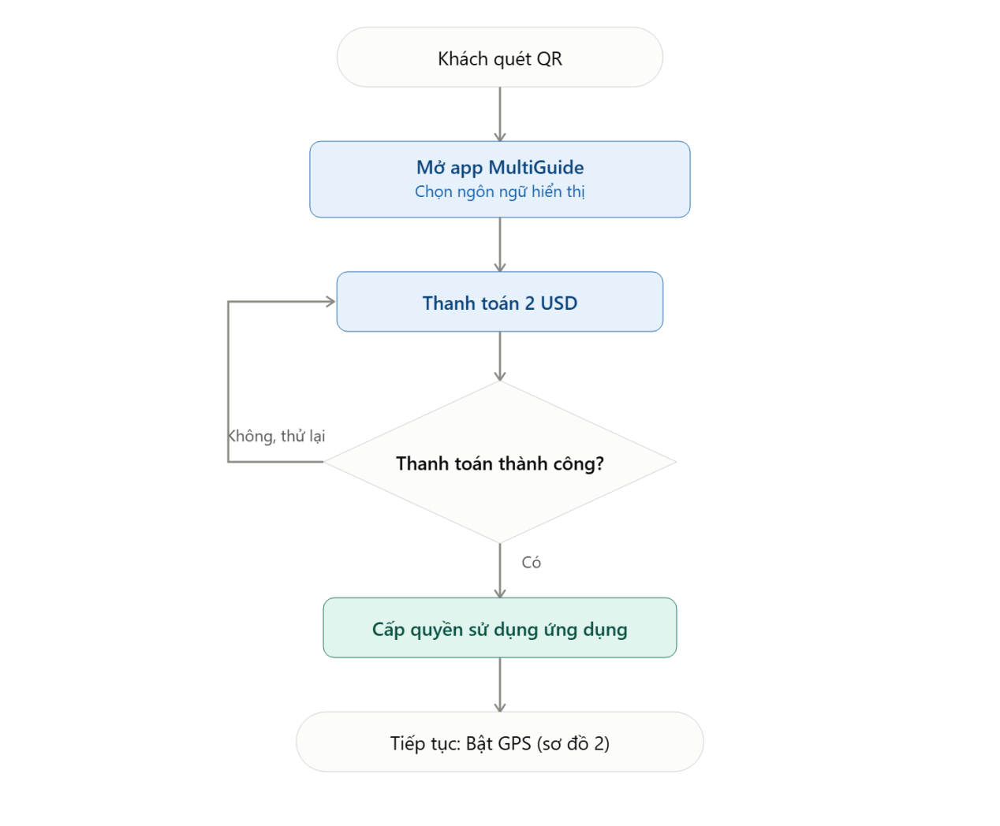 Khách quét QR
Mở app MultiGuide
Chọn ngôn ngữ hiển thị
Thanh toán 2 USD
Không, thử lại
Thanh toán thành công?
Có
Cấp quyền sử dụng ứng dụng
Tiếp tục: Bật GPS (sơ đồ 2)